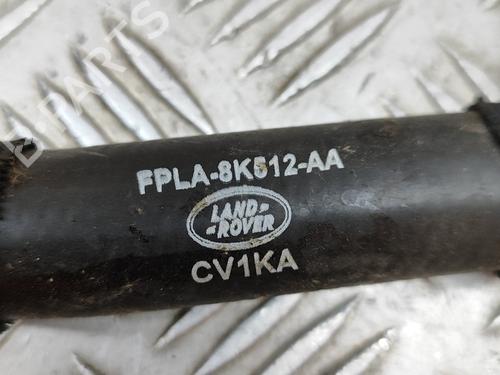 FPLA-8K512-AA
LAND-
-ROVER
CV1KA